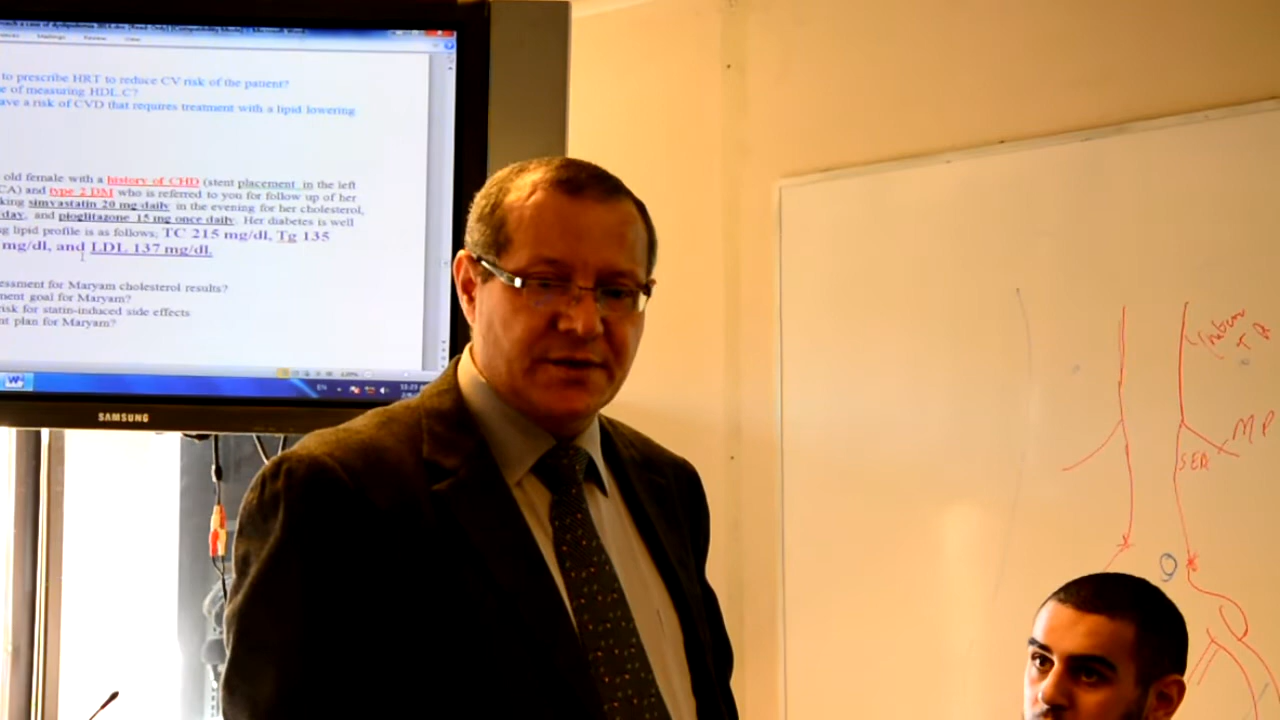 to prescribe HRT to reduce CV risk of the patient?
e of measuring HDL C?
ave a risk of CVD that requires treatment with a lipid lowering
old female with a history of CHD (stent placement in the left
CA) and type 2 DM who is referred to you for follow up of her
king simvastatin 20 mg daily in the evening for her cholesterol,
day, and pioglitazone 15 mg once daily. Her diabetes is well
ng lipid profile is as follows; TC 215 mg/dl, Tg 135
mg/dl, and LDL 137 mg/dl.
essment for Maryam cholesterol results?
ment goal for Maryam?
risk for statin-induced side effects
nt plan for Maryam?
EN
SAMSUNG
MP